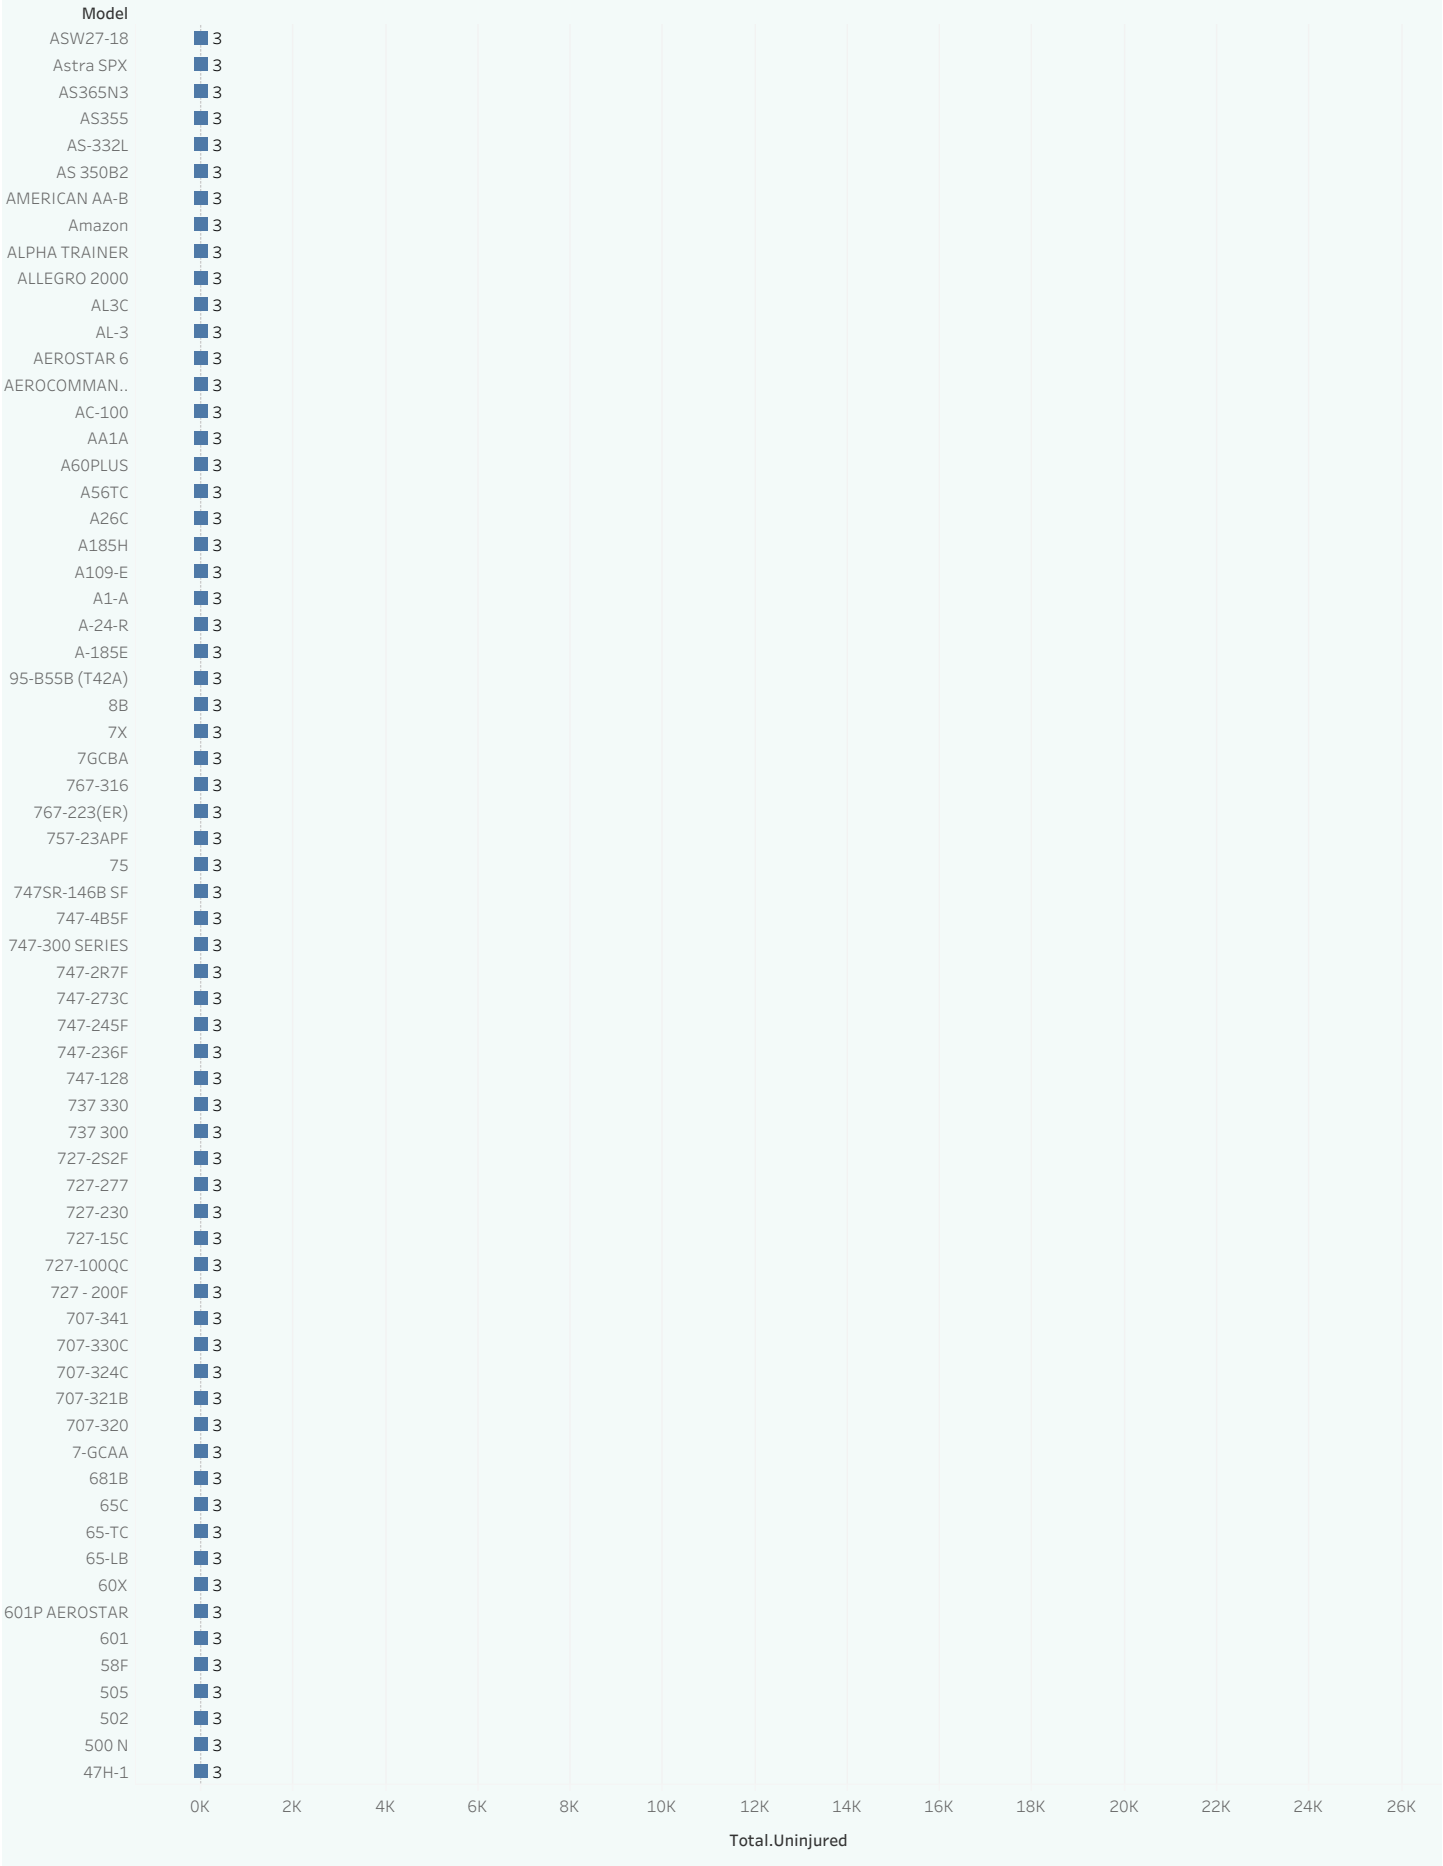 Model
ASW27-18 3
Astra SPX 3
AS365N3 3
AS355 3
AS-332L 3
AS 350B2 3
AMERICAN AA-B 3
Amazon 3
ALPHA TRAINER 3
ALLEGRO 2000 3
AL3C 3
AL-3 3
AEROSTAR 6 3
AEROCOMMAN.. 3
AC-100 3
AA1A 3
A60PLUS 3
A56TC 3
A26C 3
A185H 3
A109-E 3
A1-A 3
A-24-R 3
A-185E 3
95-B55B (T42A) 3
8B 3
7X 3
7GCBA 3
767-316 3
767-223(ER) 3
757-23APF 3
75 3
747SR-146B SF 3
747-4B5F 3
747-300 SERIES 3
747-2R7F 3
747-273C 3
747-245F 3
747-236F 3
747-128 3
737 330 3
737 300 3
727-2S2F 3
727-277 3
727-230 3
727-15C 3
727-100QC 3
727 - 200F 3
707-341 3
707-330C 3
707-324C 3
707-321B 3
707-320 3
7-GCAA 3
681B 3
65C 3
65-TC 3
65-LB 3
60X 3
601P AEROSTAR 3
601 3
58F 3
505 3
502 3
500 N 3
47H-1 3
0K 2K 4K 6K 8K 10K 12K 14K 16K 18K 20K 22K 24K 26K
Total.Uninjured